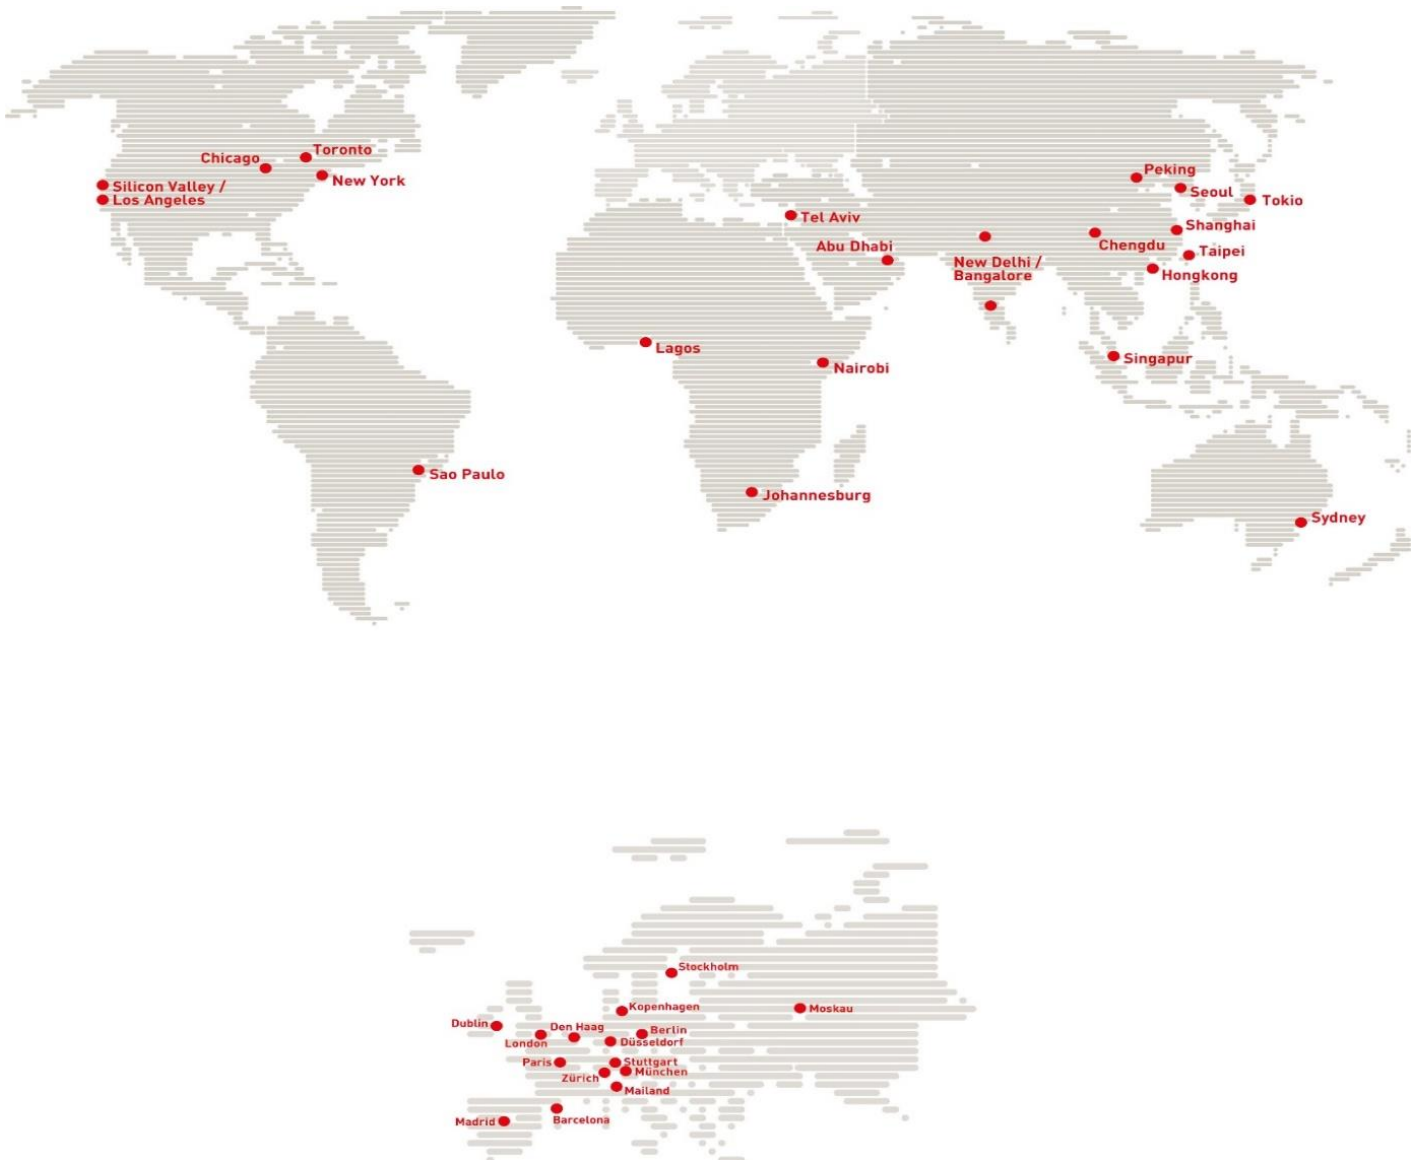 Toronto
Chicago
New York
Silicon Valley /
Los Angeles
Peking
Seoul
Tokio
Tel Aviv
Shanghai
Abu Dhabi
Chengdu
Taipei
New Delhi /
Bangalore
Hongkong
Lagos
Nairobi
Singapur
Sao Paulo
Johannesburg
Sydney
Stockholm
Kopenhagen
Moskau
Dublin
Den Haag
Berlin
London
Düsseldorf
Paris
Stuttgart
Zürich
München
Mailand
Madrid
Barcelona